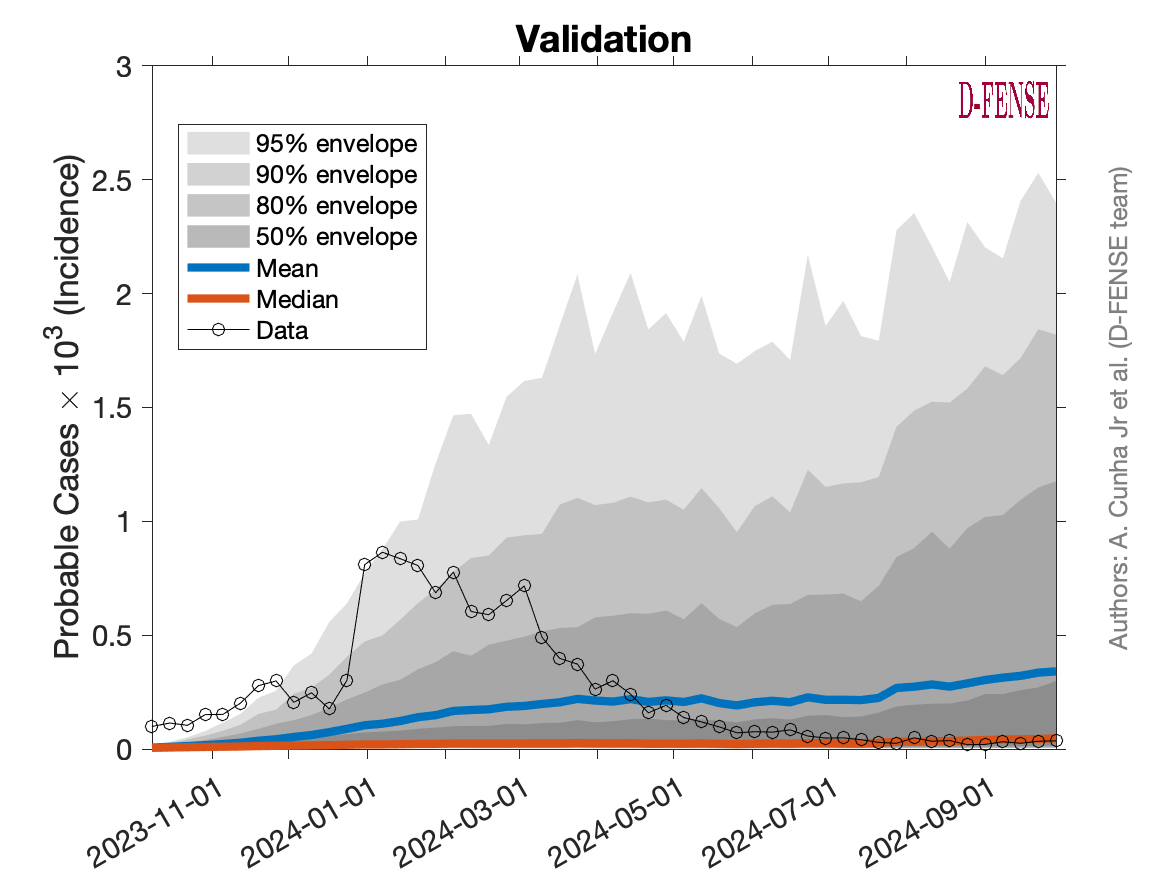 Validation
D-FENSE
3
2.5
2
1.5
1
0.5
0
Probable Cases × 10³ (Incidence)
95% envelope
90% envelope
80% envelope
50% envelope
Mean
Median
Data
2023-11-01
2024-01-01
2024-03-01
2024-05-01
2024-07-01
2024-09-01
Authors: A. Cunha Jr et al. (D-FENSE team)